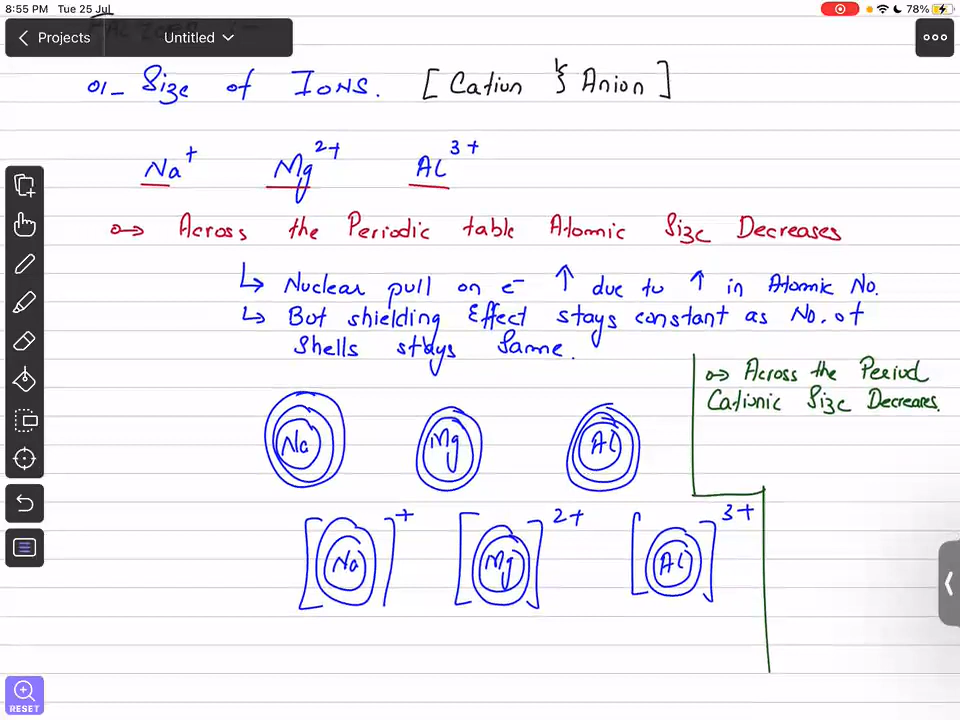 8:55 PM Tue 25 Jul
78%
Projects
Untitled
01- Size of Ions. [Cation & Anion]
Na+ Mg2+ Al3+
Across the Periodic table Atomic Size Decreases
Nuclear pull on e- ↑ due to ↑ in Atomic No.
But shielding Effect stays constant as No. of
Shells stays Same.
Across the Period
Cationic Size Decreases.
Na Mg Al
[Na]+ [Mg]2+ [Al]3+
RESET